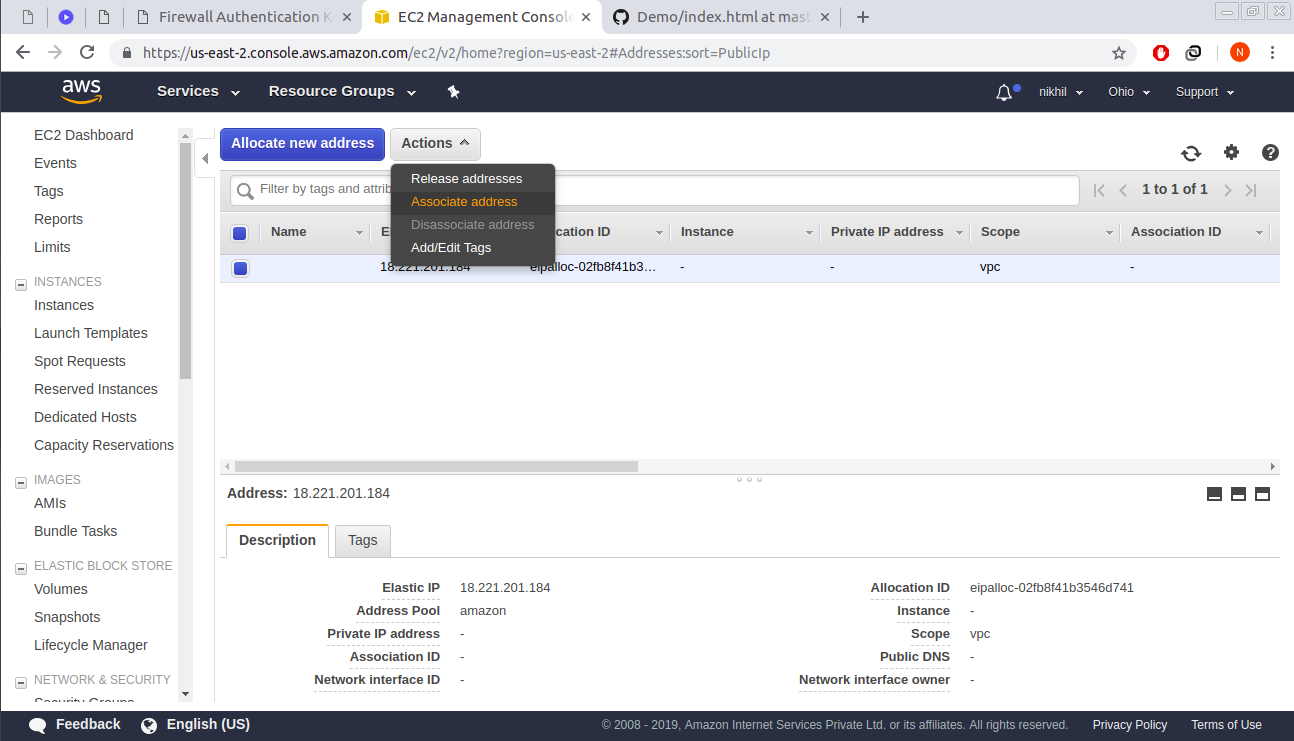 Firewall Authentication K
EC2 Management Console
Demo/index.html at mast
https://us-east-2.console.aws.amazon.com/ec2/v2/home?region=us-east-2#Addresses:sort=PublicIp
N
aws
Services
Resource Groups
nikhil
Ohio
Support
EC2 Dashboard
Events
Tags
Reports
Limits
INSTANCES
Instances
Launch Templates
Spot Requests
Reserved Instances
Dedicated Hosts
Capacity Reservations
IMAGES
AMIs
Bundle Tasks
ELASTIC BLOCK STORE
Volumes
Snapshots
Lifecycle Manager
NETWORK & SECURITY
Security Groups
Allocate new address
Actions
Release addresses
Associate address
Disassociate address
Add/Edit Tags
Filter by tags and attrib
1 to 1 of 1
Name
E
cation ID
Instance
Private IP address
Scope
Association ID
18.221.201.184
eipalloc-02fb8f41b3…
-
-
vpc
-
Address: 18.221.201.184
Description
Tags
Elastic IP 18.221.201.184
Address Pool amazon
Private IP address -
Association ID -
Network interface ID -
Allocation ID eipalloc-02fb8f41b3546d741
Instance -
Scope vpc
Public DNS -
Network interface owner -
Feedback
English (US)
© 2008 - 2019, Amazon Internet Services Private Ltd. or its affiliates. All rights reserved.
Privacy Policy
Terms of Use